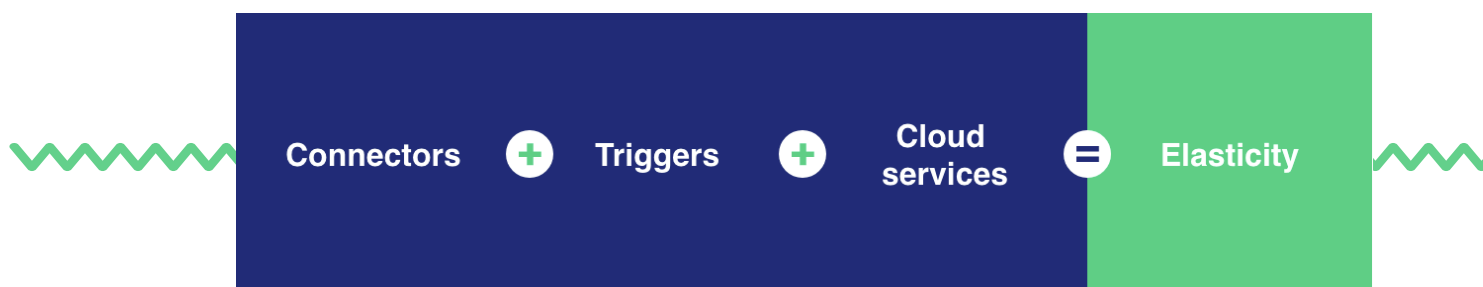 Connectors + Triggers + Cloud services = Elasticity